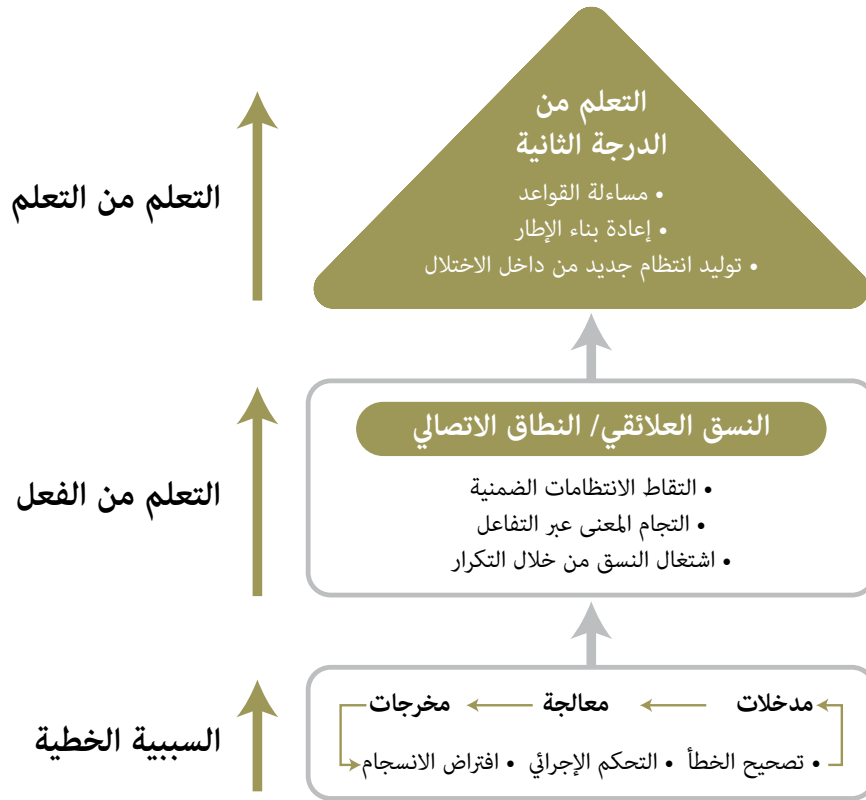 التعلم من
الدرجة الثانية
• مساءلة القواعد
• إعادة بناء الإطار
• توليد انتظام جديد من داخل الاختلال
التعلم من التعلم
النسق العلائقي/ النطاق الاتصالي
• التقاط الانتظامات الضمنية
• التجام المعنى عبر التفاعل
• اشتغال النسق من خلال التكرار
التعلم من الفعل
مدخلات معالجة مخرجات
• تصحيح الخطأ • التحكم الإجرائي • افتراض الانسجام
السببية الخطية